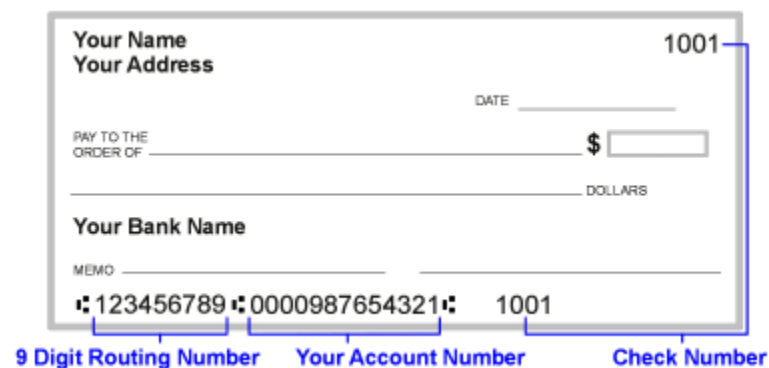 Your Name 1001
Your Address
DATE
PAY TO THE
ORDER OF $
DOLLARS
Your Bank Name
MEMO
⑆123456789⑆0000987654321⑆ 1001
9 Digit Routing Number Your Account Number Check Number